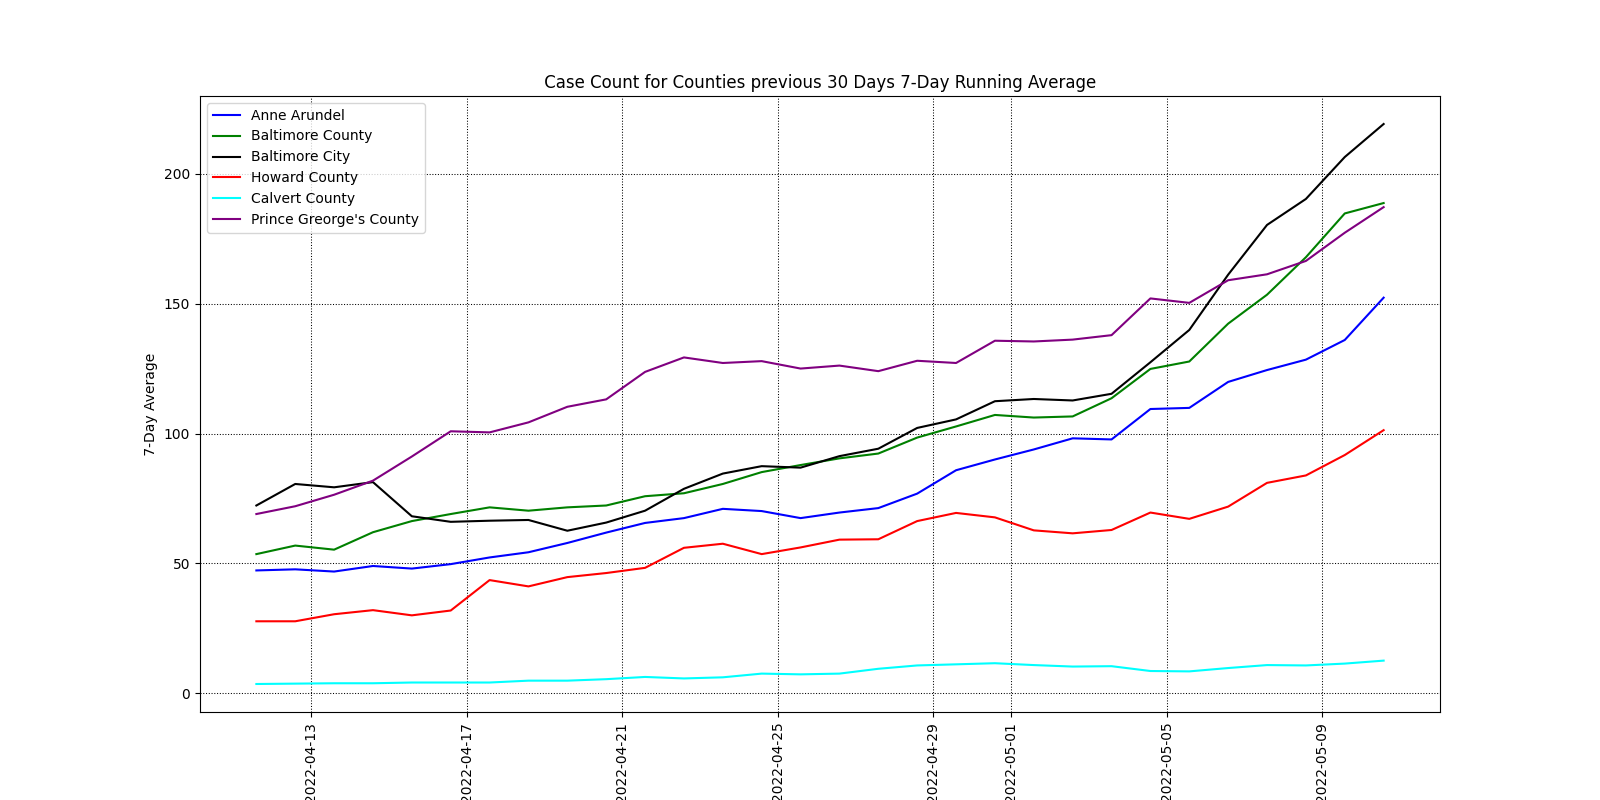 Case Count for Counties previous 30 Days 7-Day Running Average
Anne Arundel
Baltimore County
Baltimore City
Howard County
Calvert County
Prince Greorge's County
7-Day Average
200
150
100
50
0
2022-04-13
2022-04-17
2022-04-21
2022-04-25
2022-04-29
2022-05-01
2022-05-05
2022-05-09